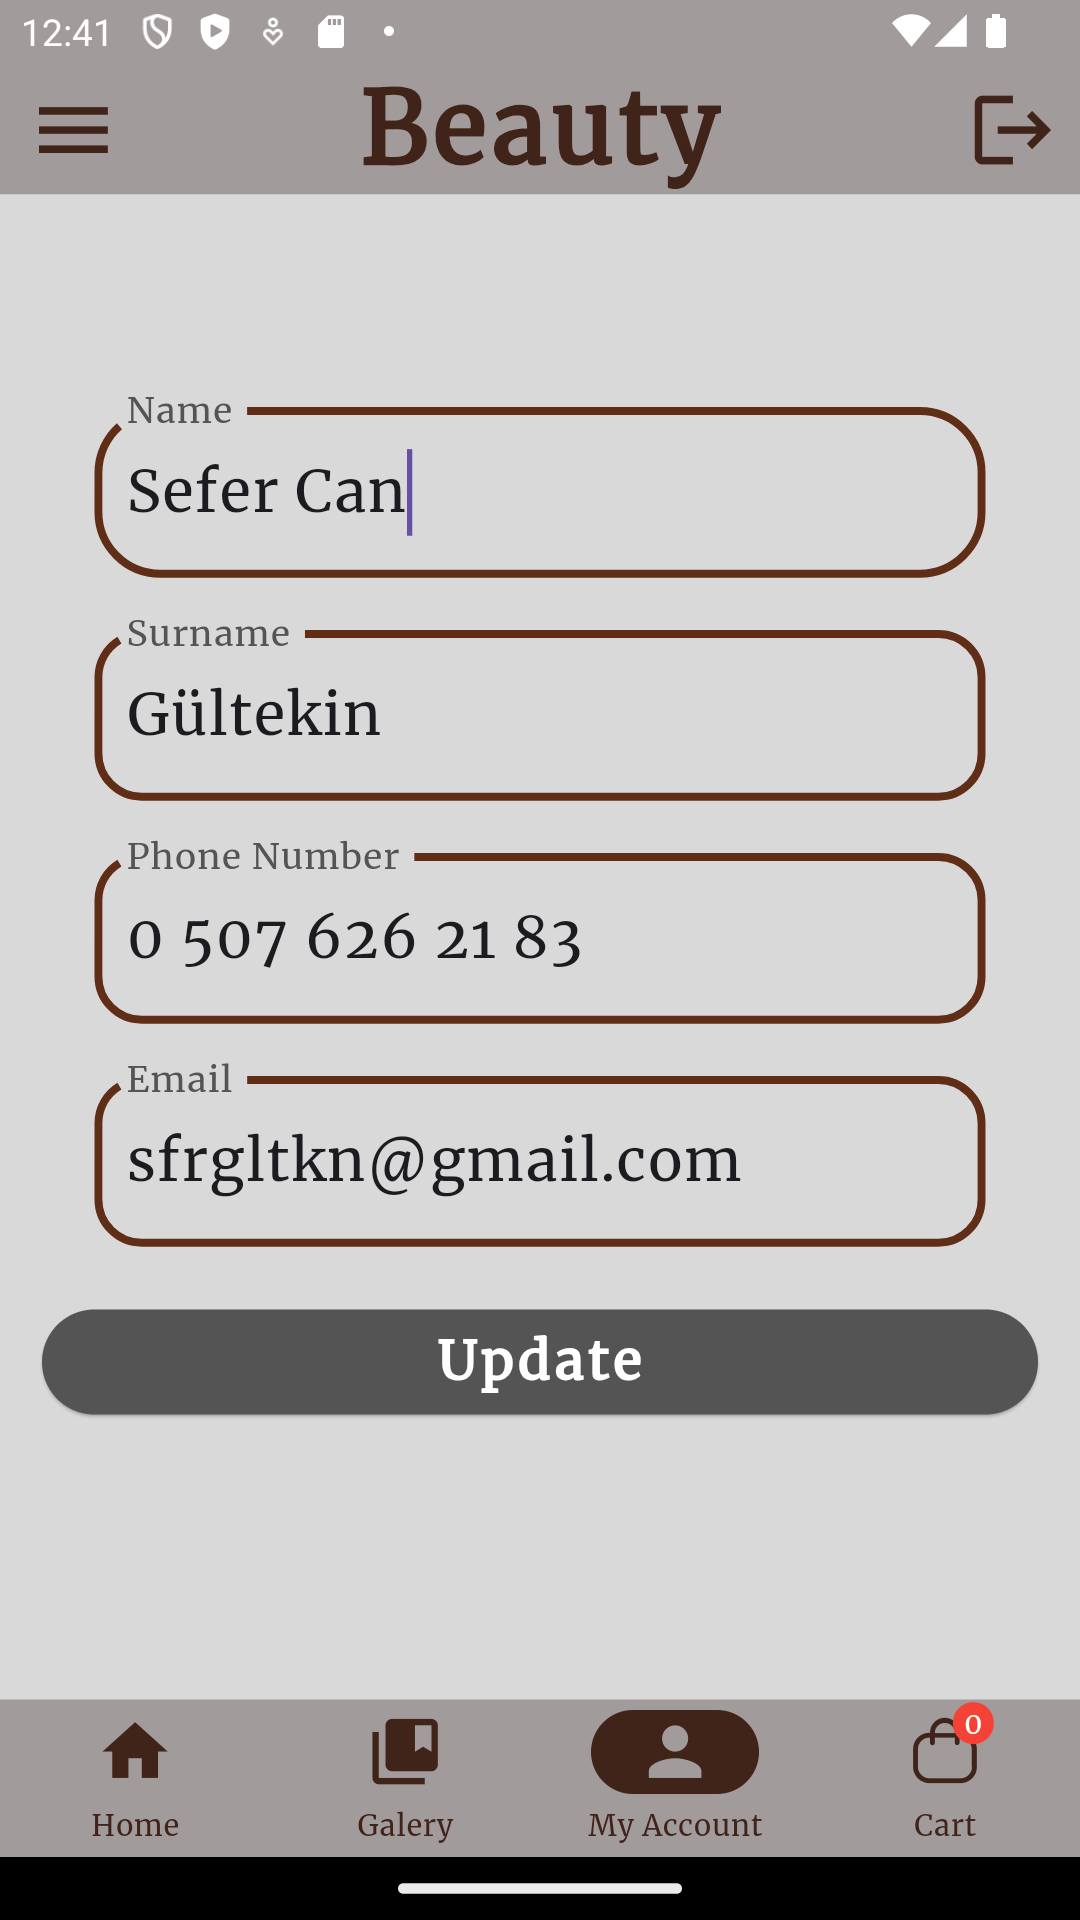 12:41
Beauty
Name
Sefer Can
Surname
Gültekin
Phone Number
0 507 626 21 83
Email
sfrgltkn@gmail.com
Update
0
Home
Galery
My Account
Cart